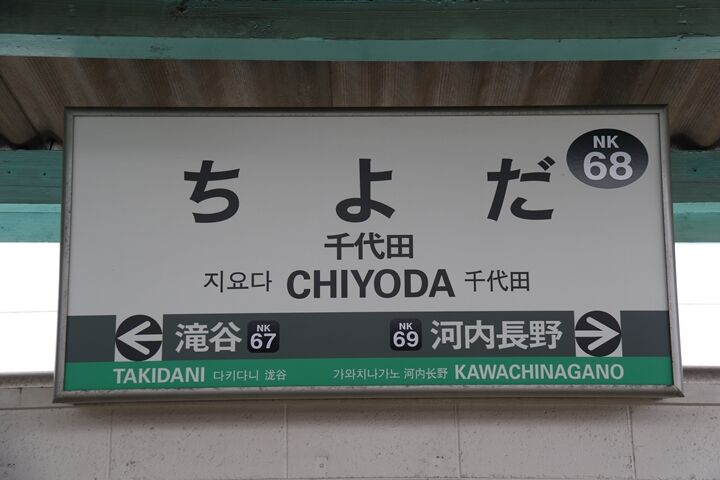 NK
68
ちよだ
千代田
지요다 CHIYODA 千代田
← 滝谷 NK 67 NK 69 河内長野 →
TAKIDANI 다키다니 泷谷 가와치나가노 河内长野 KAWACHINAGANO